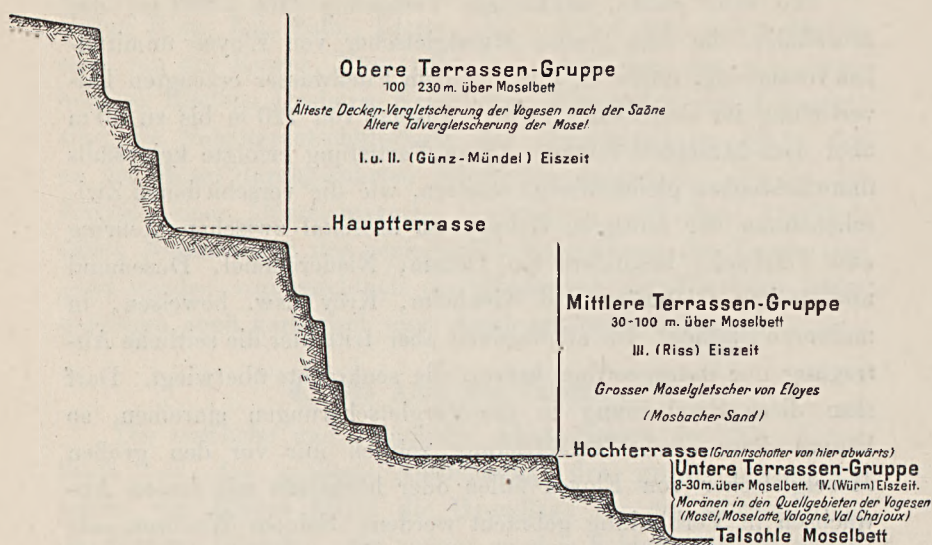 Obere Terrassen-Gruppe
100 230 m. über Moselbett
Älteste Decken-Vergletscherung der Vogesen nach der Saône
Ältere Talvergletscherung der Mosel.
I. u. II. (Günz-Mündel) Eiszeit
Hauptterrasse
Mittlere Terrassen-Gruppe
30-100 m. über Moselbett
III. (Riss) Eiszeit
Grosser Moselgletscher von Eloyes
(Mosbacher Sand)
Hochterrasse (Granitschotter von hier abwärts)
Untere Terrassen-Gruppe
8-30 m. über Moselbett. IV. (Würm) Eiszeit.
Moränen in den Quellgebieten der Vogesen
(Mosel, Moselotte, Vologne, Val Chajoux)
Talsohle Moselbett